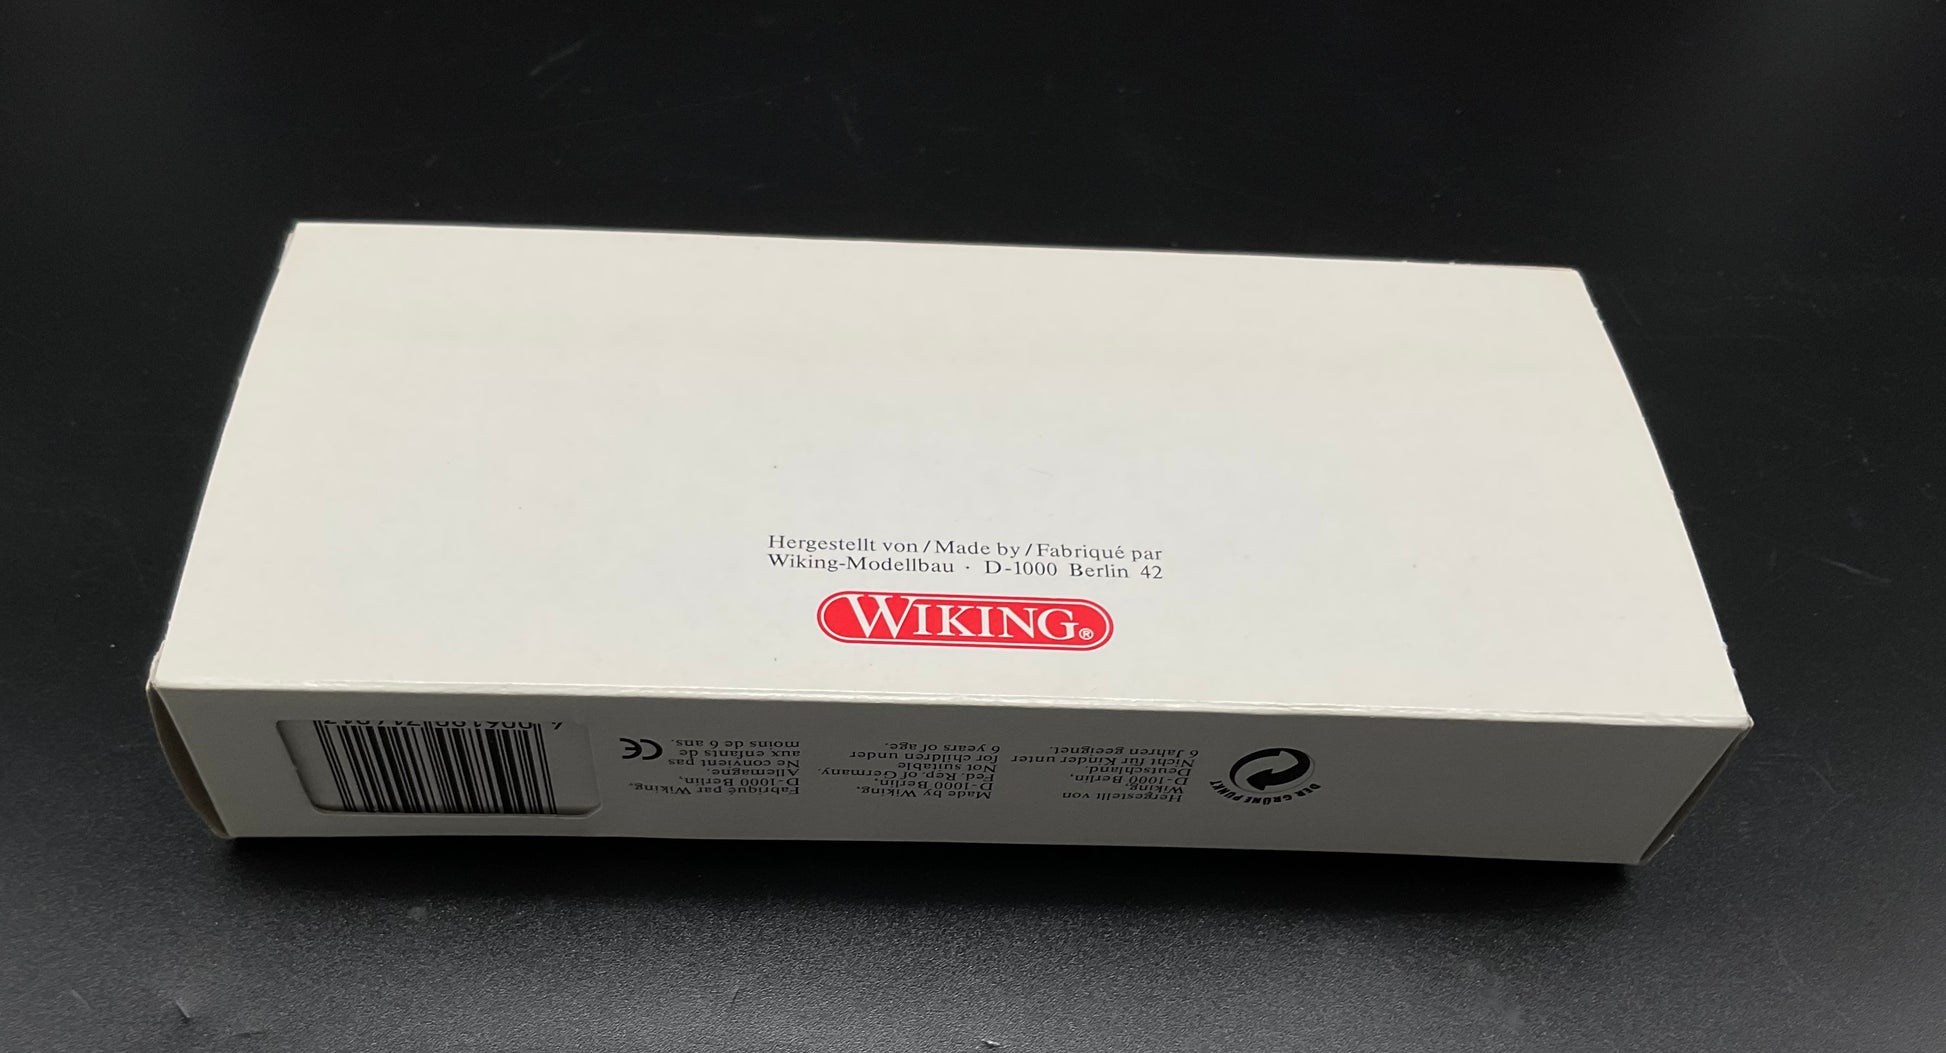 Hergestellt von / Made by / Fabriqué par
Wiking-Modellbau · D-1000 Berlin 42
WIKING®
DER GRÜNE PUNKT
Hergestellt von
Wiking,
D-1000 Berlin,
Deutschland.
Nicht für Kinder unter
6 Jahren geeignet.
Made by Wiking,
D-1000 Berlin,
Fed. Rep. of Germany.
Not suitable
for children under
6 years of age.
Fabriqué par Wiking,
D-1000 Berlin,
Allemagne.
Ne convient pas
aux enfants de
moins de 6 ans.
CE